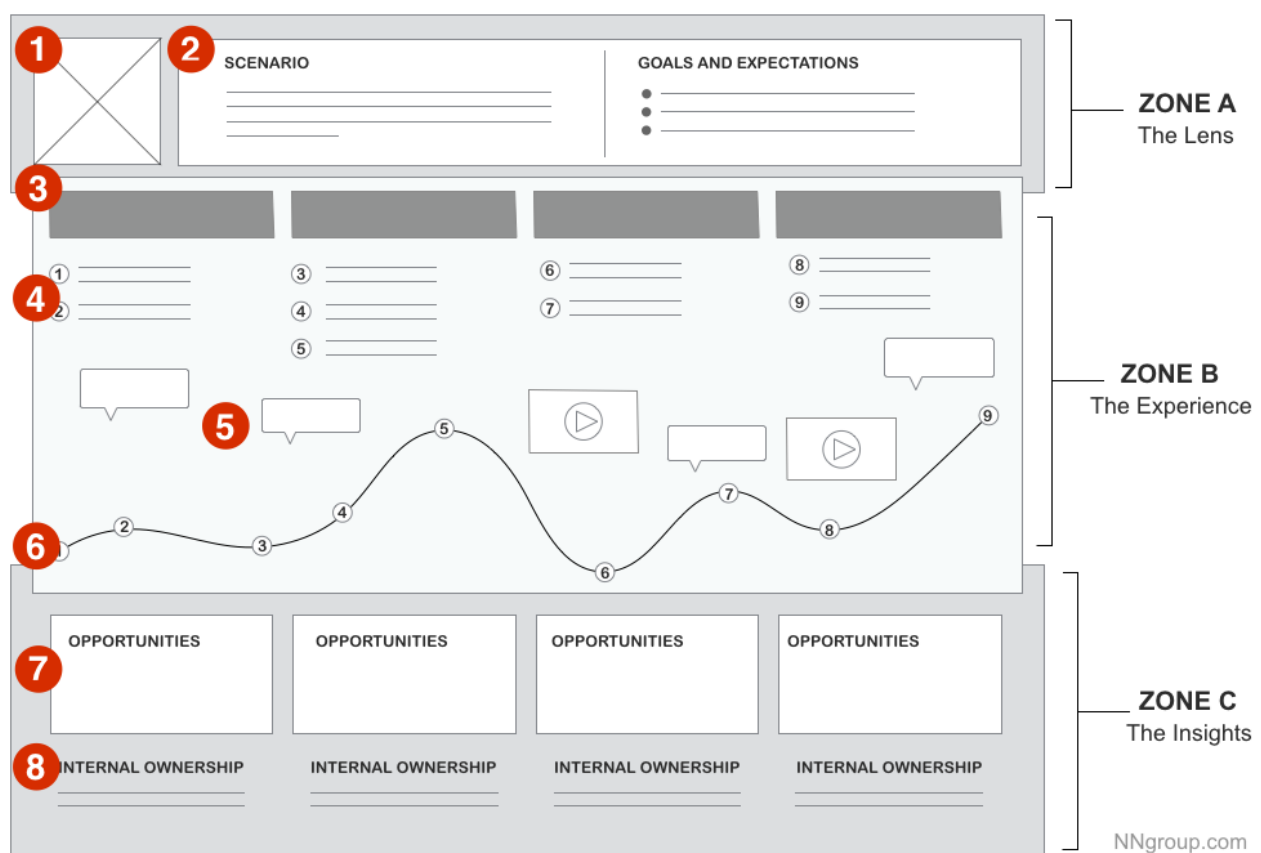 1
2
SCENARIO
GOALS AND EXPECTATIONS
ZONE A
The Lens
3
4
1
2
3
4
5
6
7
8
9
ZONE B
The Experience
5
6
1
2
3
4
5
6
7
8
9
7
OPPORTUNITIES
OPPORTUNITIES
OPPORTUNITIES
OPPORTUNITIES
ZONE C
The Insights
8
INTERNAL OWNERSHIP
INTERNAL OWNERSHIP
INTERNAL OWNERSHIP
INTERNAL OWNERSHIP
NNgroup.com